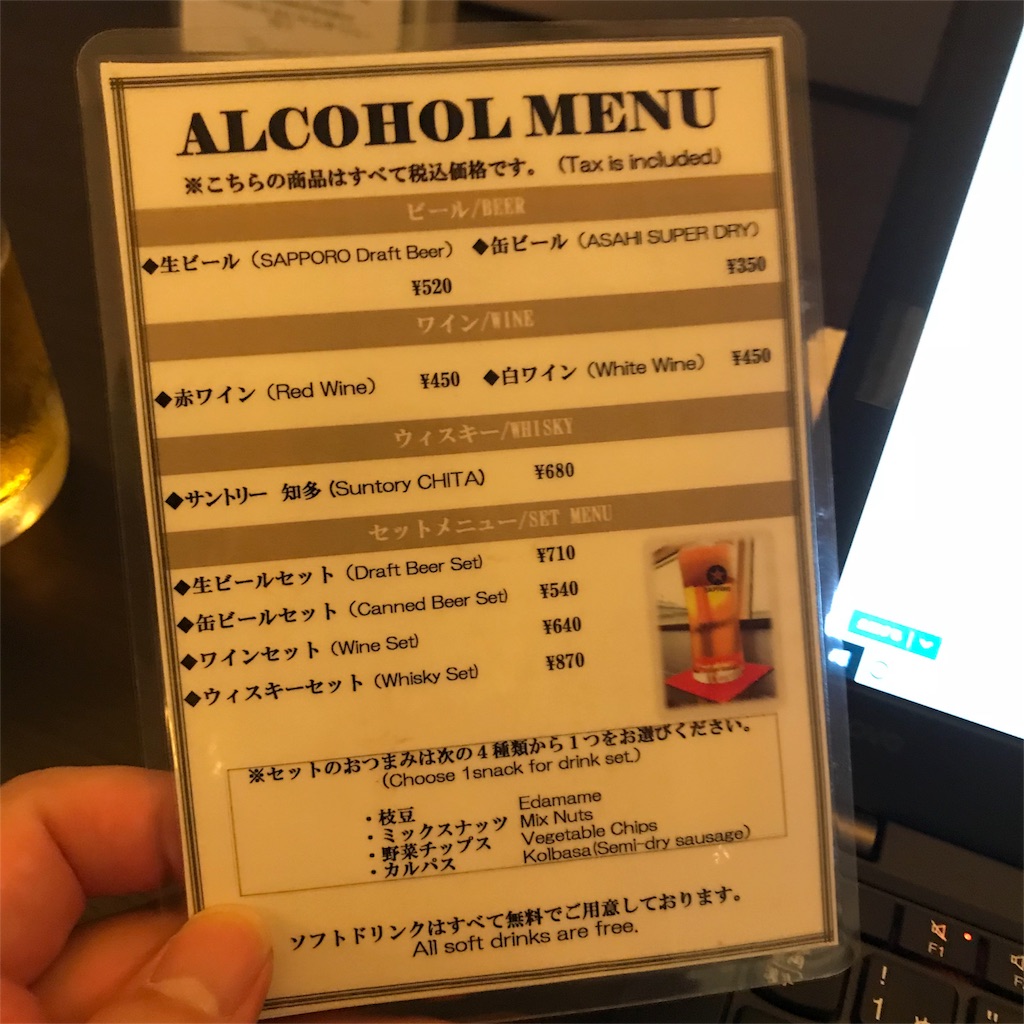 ALCOHOL MENU
※こちらの商品はすべて税込価格です。 (Tax is included.)
ビール/BEER
◆生ビール (SAPPORO Draft Beer) ◆缶ビール (ASAHI SUPER DRY)
¥520 ¥350
ワイン/WINE
◆赤ワイン (Red Wine) ¥450 ◆白ワイン (White Wine) ¥450
ウィスキー/WHISKY
◆サントリー 知多 (Suntory CHITA) ¥680
セットメニュー/SET MENU
◆生ビールセット (Draft Beer Set) ¥710
◆缶ビールセット (Canned Beer Set) ¥540
◆ワインセット (Wine Set) ¥640
◆ウィスキーセット (Whisky Set) ¥870
※セットのおつまみは次の4種類から1つをお選びください。
(Choose 1snack for drink set.)
・枝豆 Edamame
・ミックスナッツ Mix Nuts
・野菜チップス Vegetable Chips
・カルパス Kolbasa(Semi-dry sausage)
ソフトドリンクはすべて無料でご用意しております。
All soft drinks are free.
F1
!
1